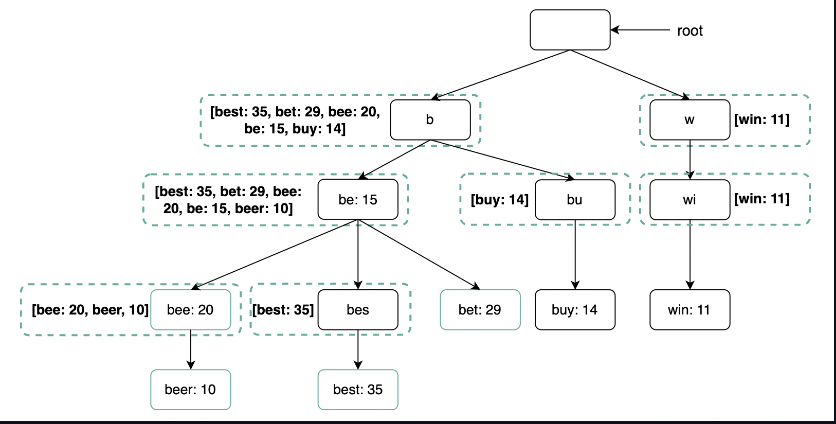 root
[best: 35, bet: 29, bee: 20,
be: 15, buy: 14]
b
w
[win: 11]
[best: 35, bet: 29, bee:
20, be: 15, beer: 10]
be: 15
[buy: 14]
bu
wi
[win: 11]
[bee: 20, beer, 10]
bee: 20
[best: 35]
bes
bet: 29
buy: 14
win: 11
beer: 10
best: 35